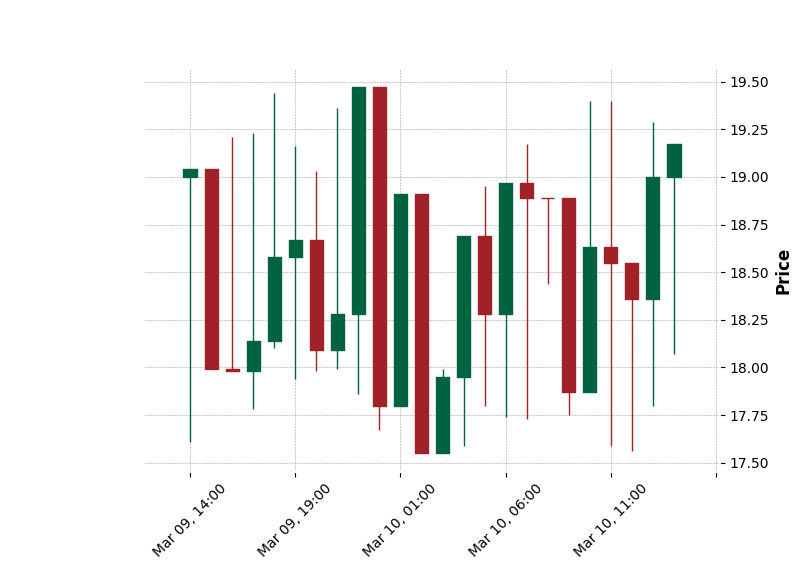 19.50
19.25
19.00
18.75
18.50
18.25
18.00
17.75
17.50
Price
Mar 09, 14:00
Mar 09, 19:00
Mar 10, 01:00
Mar 10, 06:00
Mar 10, 11:00